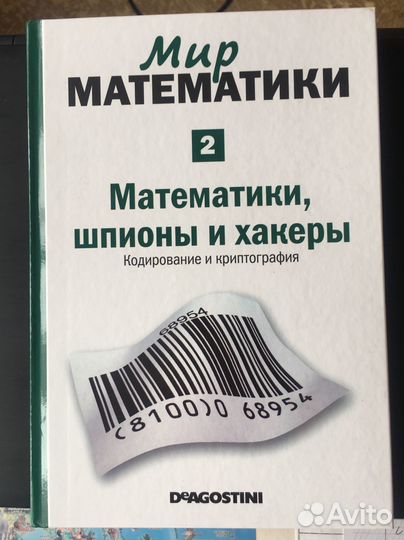 Мир
МАТЕМАТИКИ
2
Математики,
шпионы и хакеры
Кодирование и криптография
68954
(8100)0 68954
DeAGOSTINI
Avito